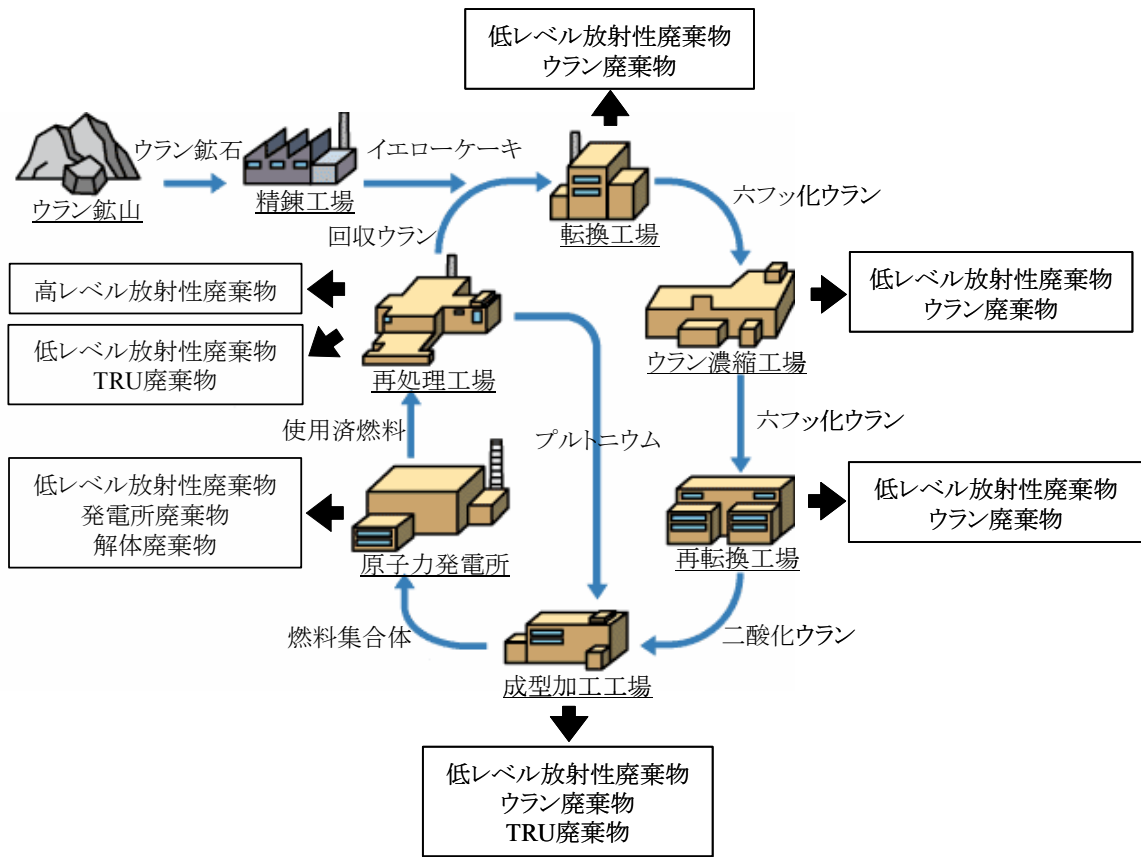 低レベル放射性廃棄物
ウラン廃棄物
ウラン鉱石
イエローケーキ
ウラン鉱山
精錬工場
回収ウラン
転換工場
六フッ化ウラン
高レベル放射性廃棄物
低レベル放射性廃棄物
TRU廃棄物
再処理工場
ウラン濃縮工場
低レベル放射性廃棄物
ウラン廃棄物
使用済燃料
プルトニウム
六フッ化ウラン
低レベル放射性廃棄物
発電所廃棄物
解体廃棄物
原子力発電所
再転換工場
低レベル放射性廃棄物
ウラン廃棄物
燃料集合体
二酸化ウラン
成型加工工場
低レベル放射性廃棄物
ウラン廃棄物
TRU廃棄物